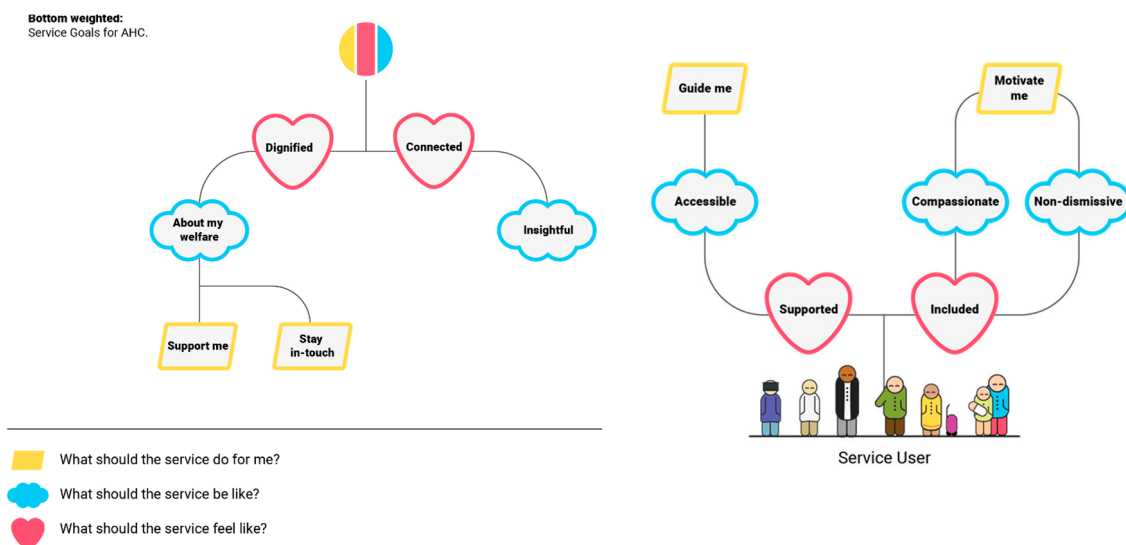 Bottom weighted:
Service Goals for AHC.
Dignified
Connected
About my
welfare
Insightful
Support me
Stay
in-touch
What should the service do for me?
What should the service be like?
What should the service feel like?
Guide me
Motivate
me
Accessible
Compassionate
Non-dismissive
Supported
Included
Service User